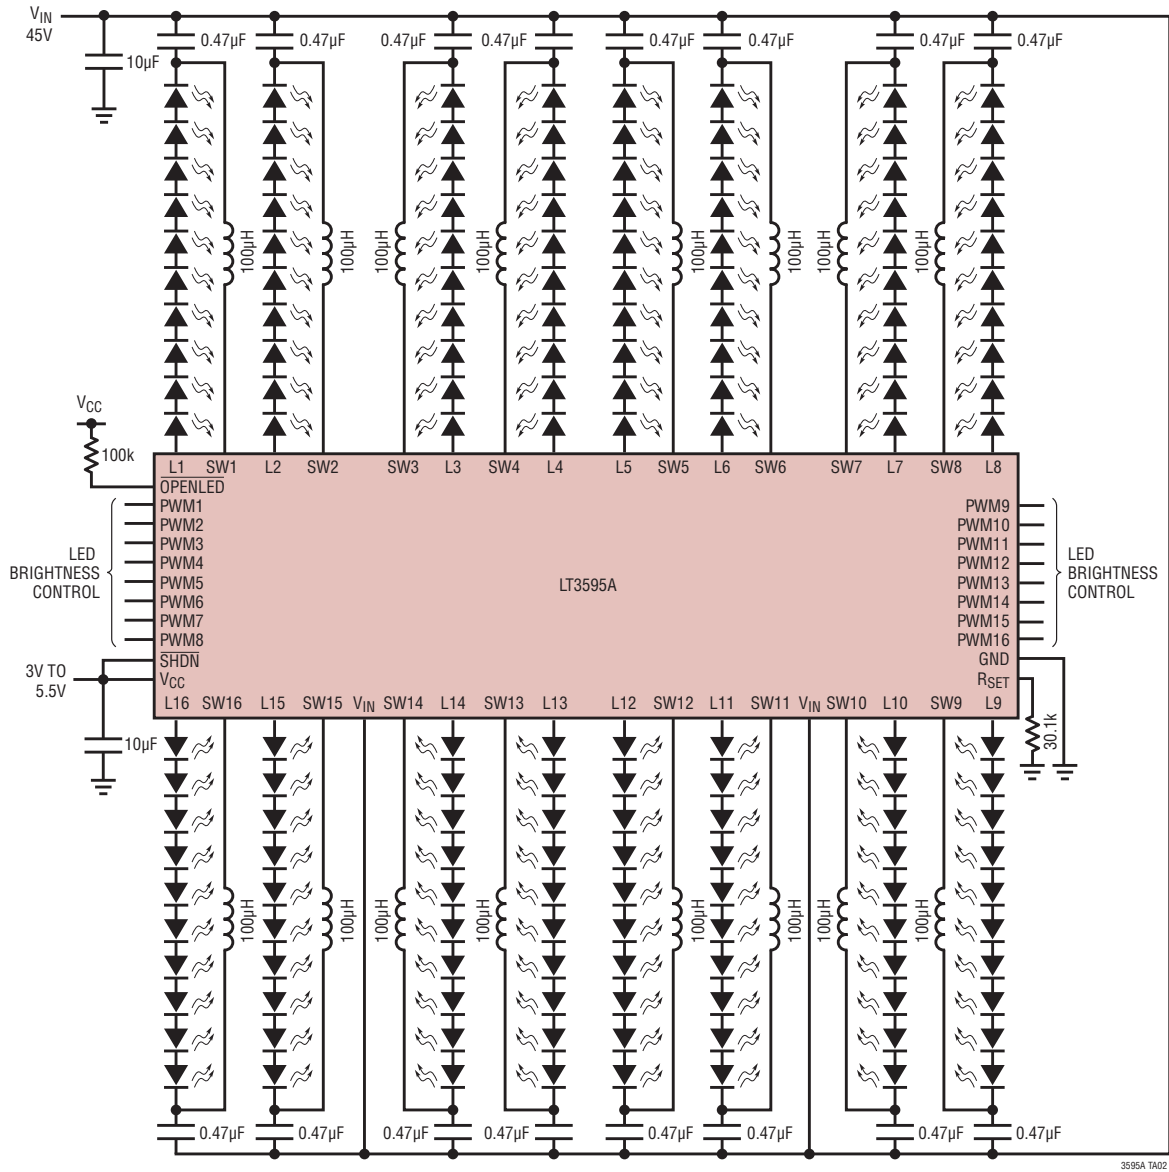 VIN
45V
10µF
0.47µF
0.47µF
0.47µF
0.47µF
0.47µF
0.47µF
0.47µF
0.47µF
100µH
100µH
100µH
100µH
100µH
100µH
100µH
100µH
VCC
100k
L1 SW1 L2 SW2 SW3 L3 SW4 L4 L5 SW5 L6 SW6 SW7 L7 SW8 L8
OPENLED
PWM1
PWM2
PWM3
PWM4
PWM5
PWM6
PWM7
PWM8
SHDN
VCC
LED
BRIGHTNESS
CONTROL
3V TO
5.5V
10µF
LT3595A
PWM9
PWM10
PWM11
PWM12
PWM13
PWM14
PWM15
PWM16
GND
RSET
LED
BRIGHTNESS
CONTROL
30.1k
L16 SW16 L15 SW15 VIN SW14 L14 SW13 L13 L12 SW12 L11 SW11 VIN SW10 L10 SW9 L9
100µH
100µH
100µH
100µH
100µH
100µH
100µH
100µH
0.47µF
0.47µF
0.47µF
0.47µF
0.47µF
0.47µF
0.47µF
0.47µF
3595A TA02